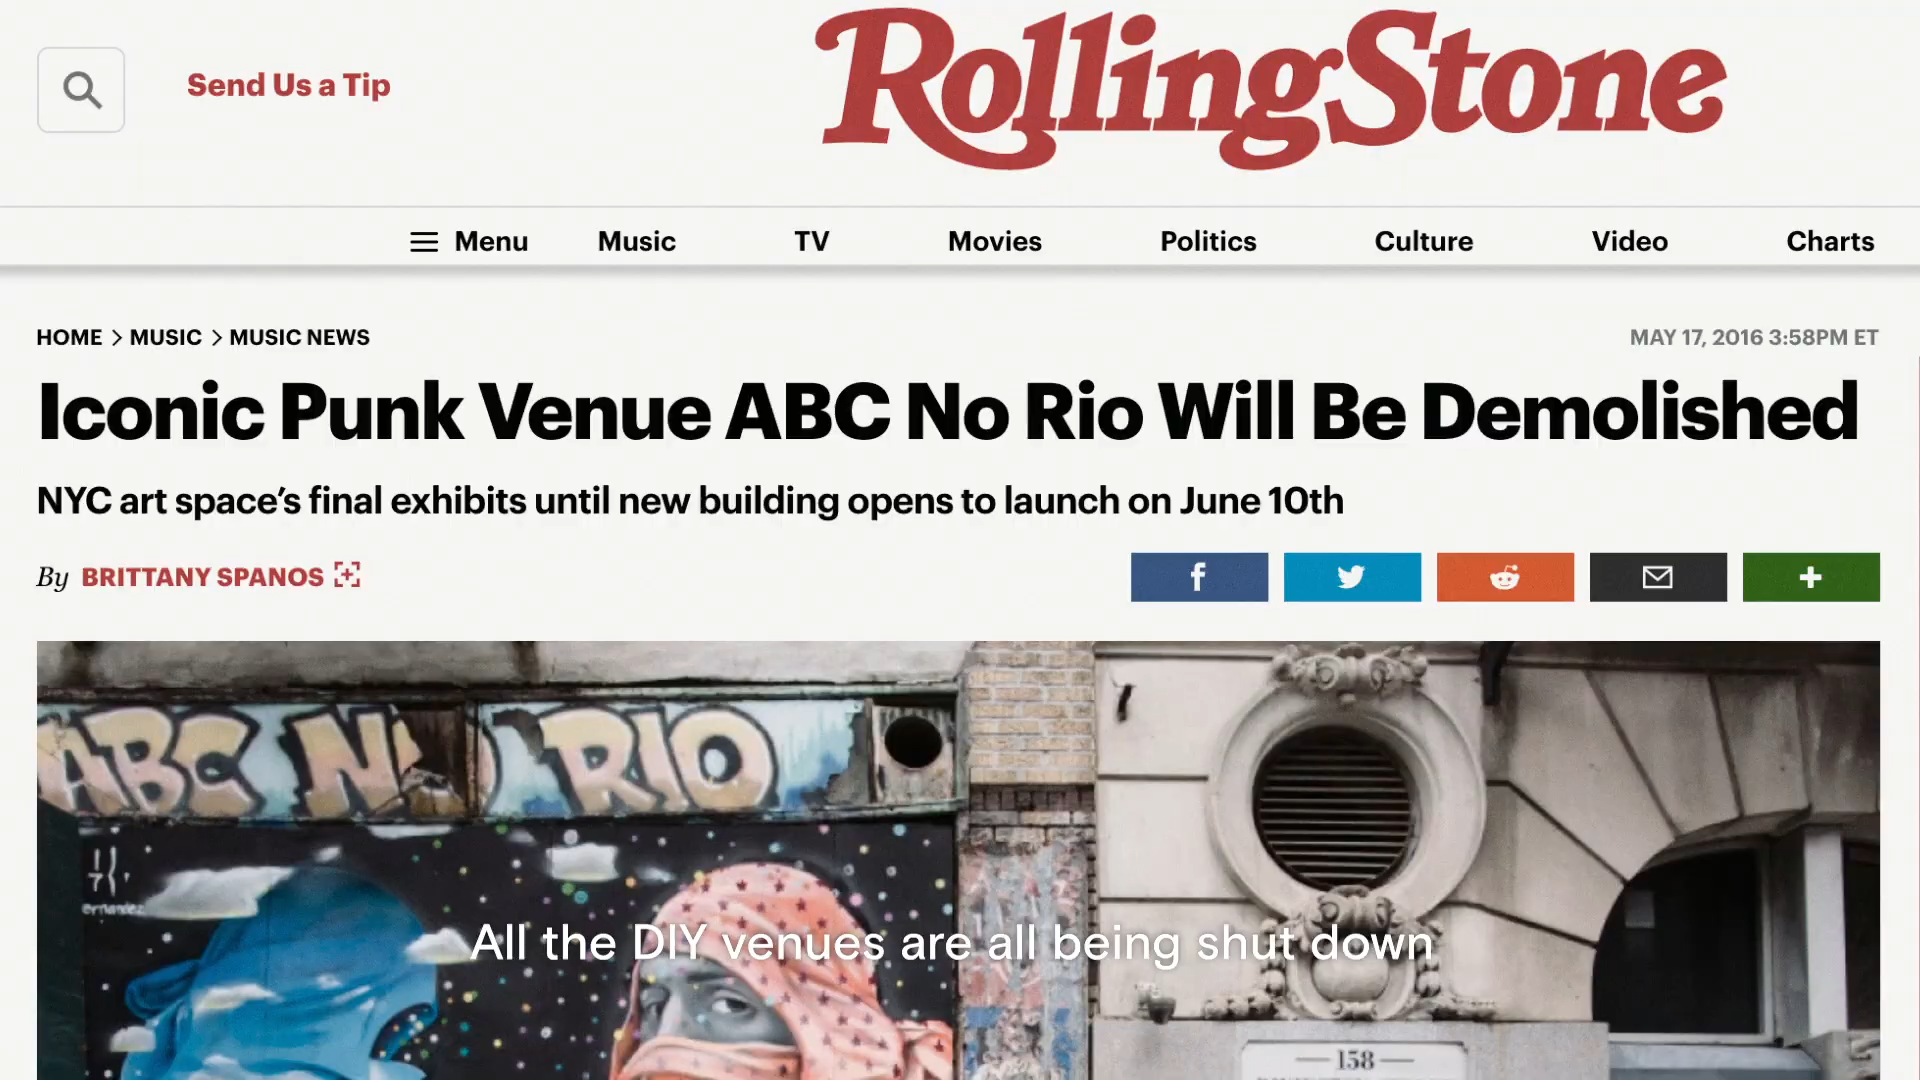 Send Us a Tip
RollingStone
Menu Music TV Movies Politics Culture Video Charts
HOME > MUSIC > MUSIC NEWS
MAY 17, 2016 3:58PM ET
Iconic Punk Venue ABC No Rio Will Be Demolished
NYC art space's final exhibits until new building opens to launch on June 10th
By BRITTANY SPANOS
ABC NO RIO
All the DIY venues are all being shut down
158